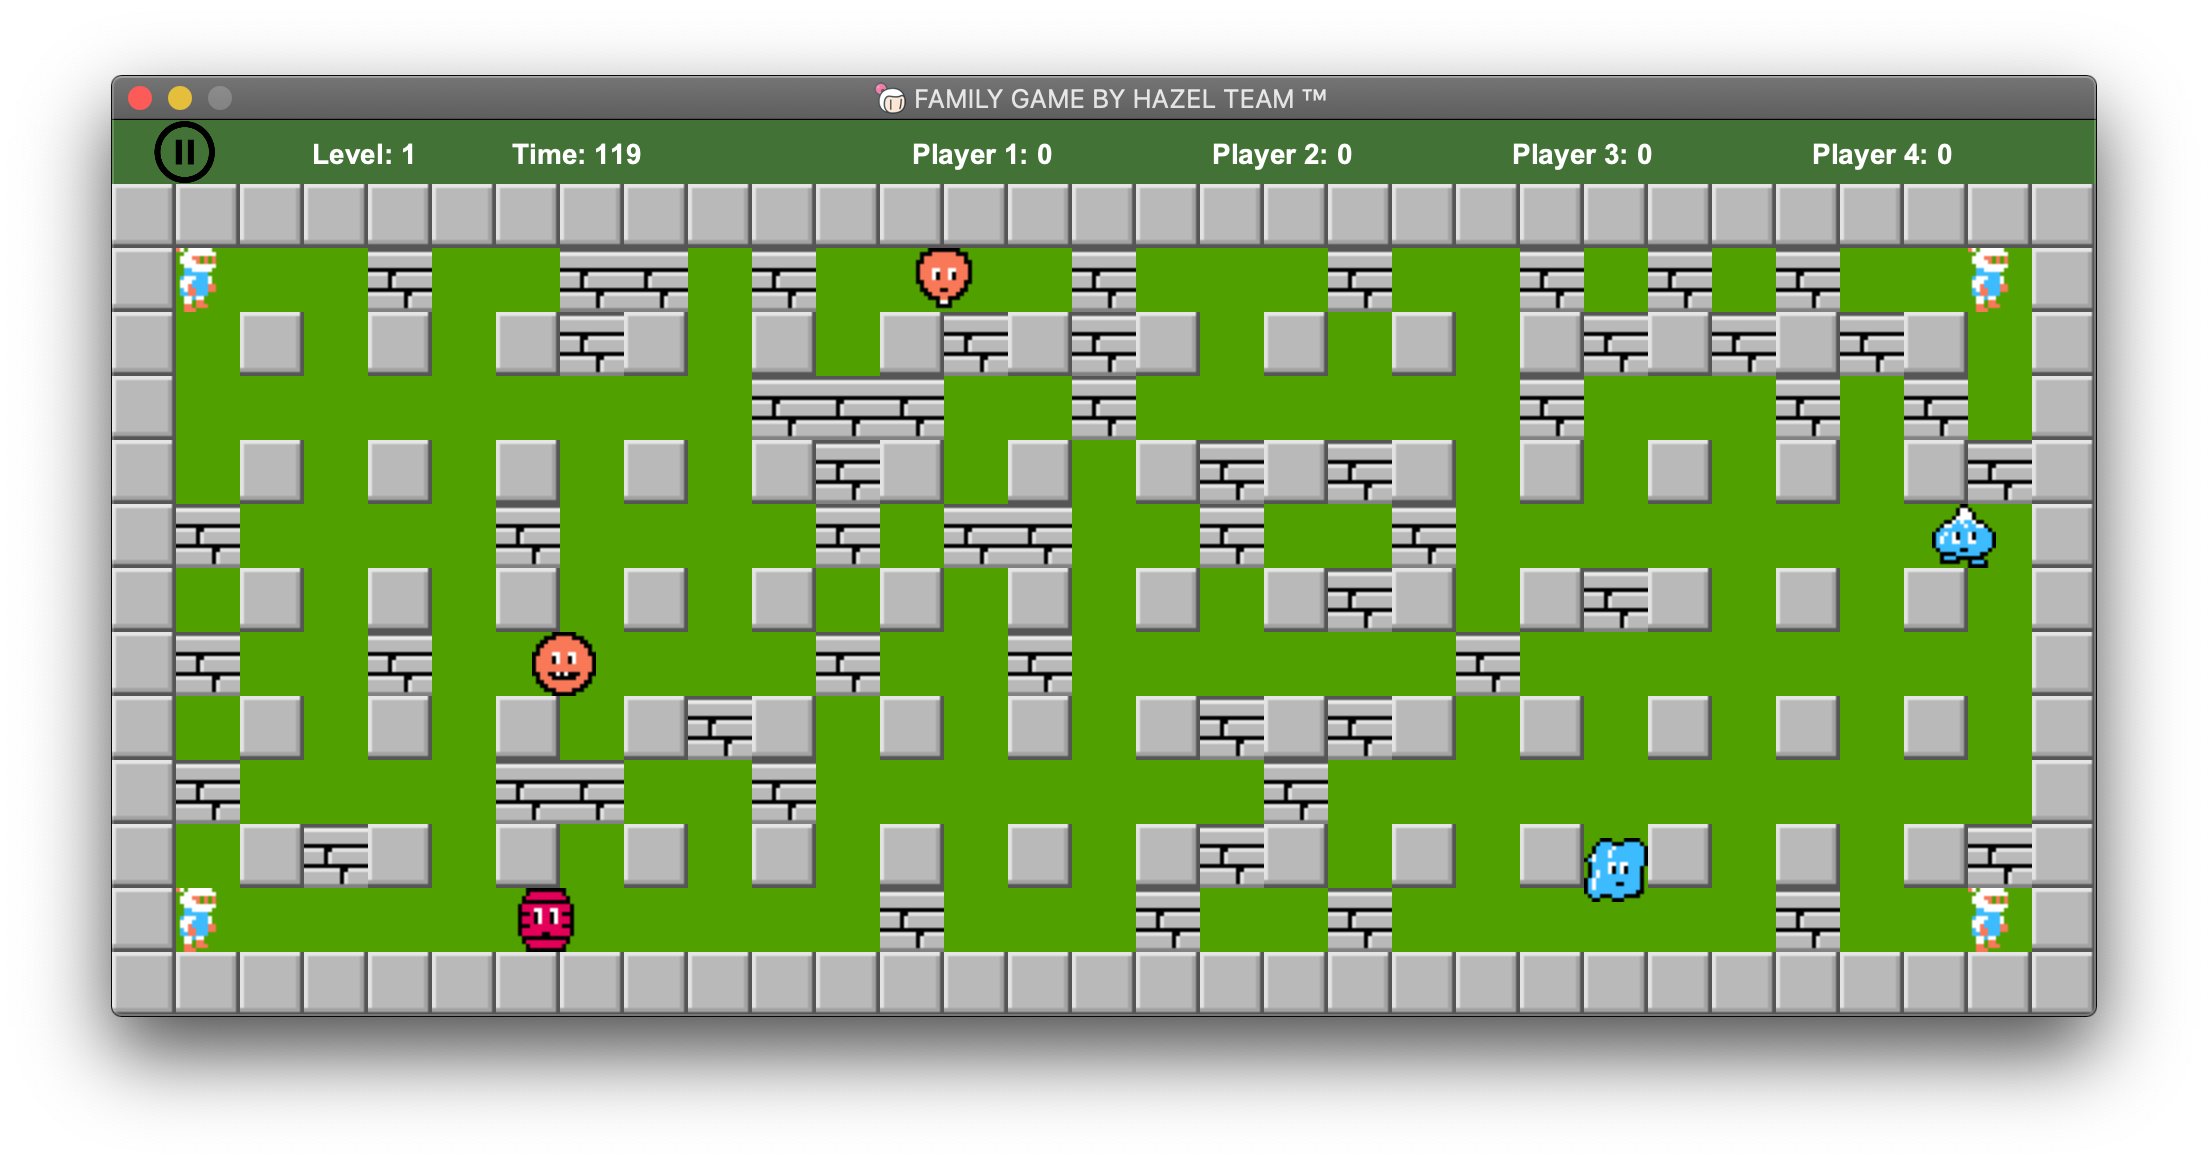 FAMILY GAME BY HAZEL TEAM ™
Level: 1 Time: 119 Player 1: 0 Player 2: 0 Player 3: 0 Player 4: 0